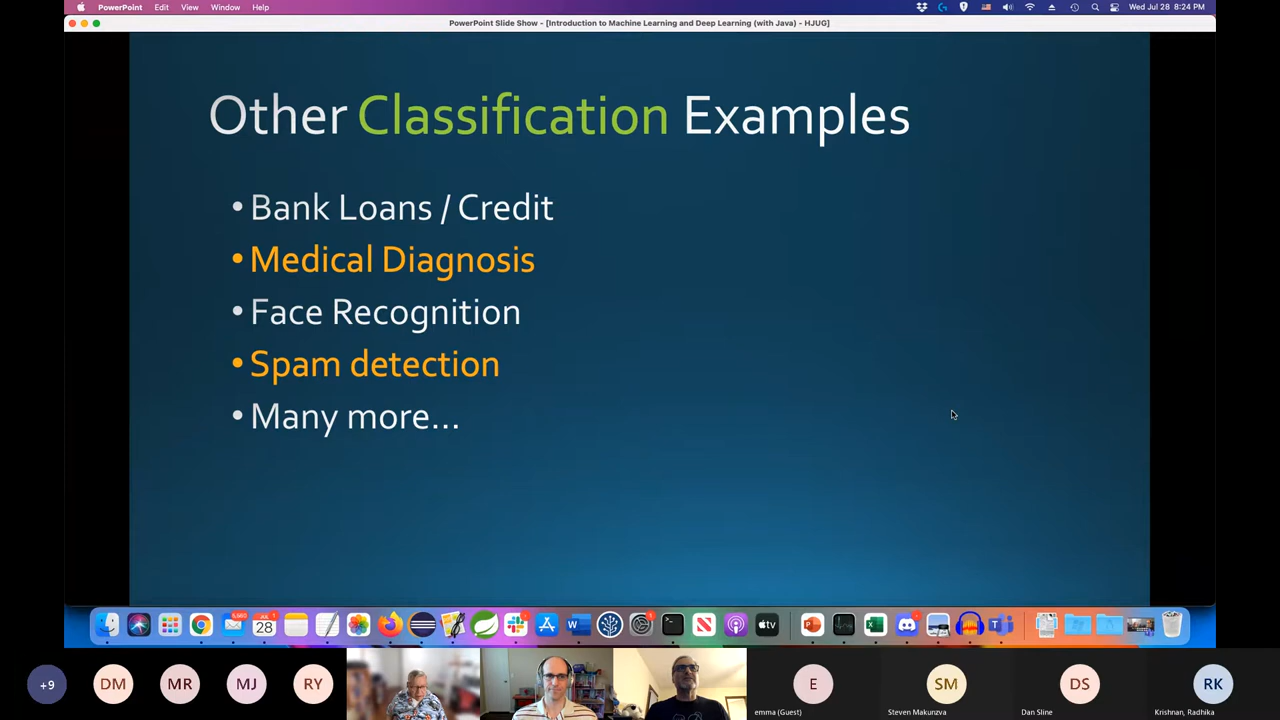 PowerPoint Edit View Window Help
Wed Jul 28 8:24 PM
PowerPoint Slide Show - [Introduction to Machine Learning and Deep Learning (with Java) - HJUG]
Other Classification Examples
• Bank Loans / Credit
• Medical Diagnosis
• Face Recognition
• Spam detection
• Many more...
JUL
28
+9
DM
MR
MJ
RY
E
SM
DS
RK
emma (Guest)
Steven Makunzva
Dan Sline
Krishnan, Radhika